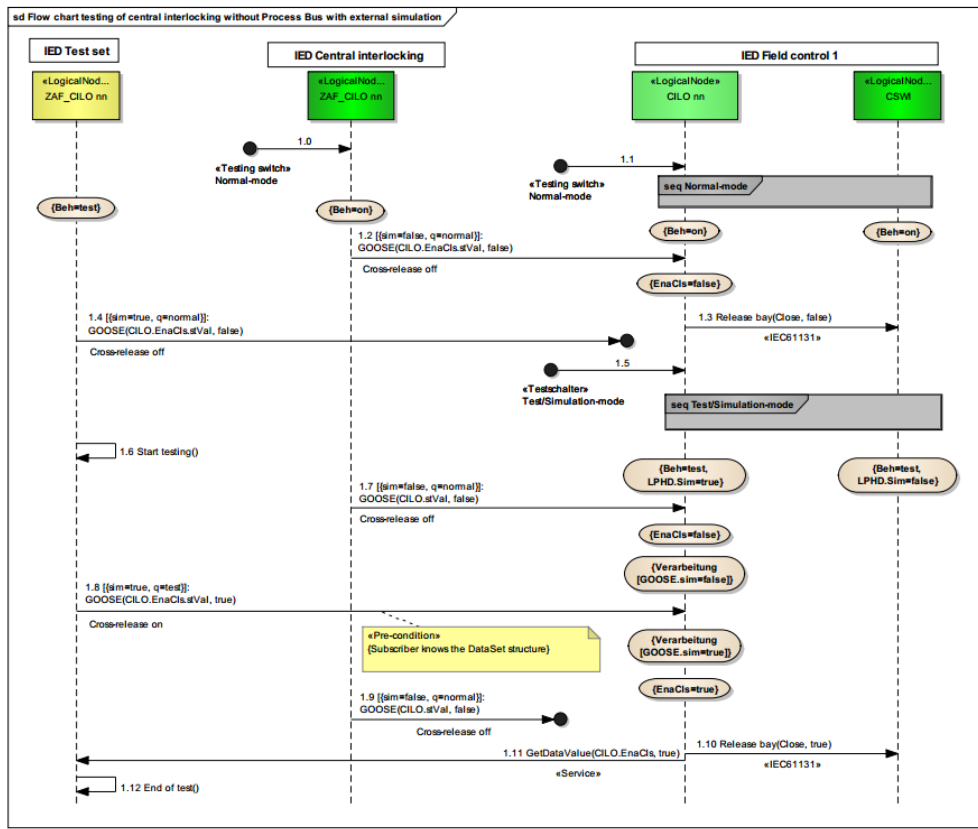 sd Flow chart testing of central interlocking without Process Bus with external simulation
IED Test set
IED Central interlocking
IED Field control 1
«LogicalNod...
ZAF_CILO nn
«LogicalNod...
ZAF_CILO nn
«LogicalNode»
CILO nn
«LogicalNod...
CSWI
1.0
«Testing switch»
Normal-mode
1.1
«Testing switch»
Normal-mode
seq Normal-mode
{Beh=test}
{Beh=on}
{Beh=on}
{Beh=on}
1.2 [{sim=false, q=normal}]:
GOOSE(CILO.EnaCls.stVal, false)
Cross-release off
{EnaCls=false}
1.4 [{sim=true, q=normal}]:
GOOSE(CILO.EnaCls.stVal, false)
Cross-release off
1.3 Release bay(Close, false)
«IEC61131»
1.5
«Testschalter»
Test/Simulation-mode
seq Test/Simulation-mode
1.6 Start testing()
{Beh=test,
LPHD.Sim=true}
{Beh=test,
LPHD.Sim=false}
1.7 [{sim=false, q=normal}]:
GOOSE(CILO.stVal, false)
Cross-release off
{EnaCls=false}
{Verarbeitung
[GOOSE.sim=false]}
1.8 [{sim=true, q=test}]:
GOOSE(CILO.EnaCls.stVal, true)
Cross-release on
«Pre-condition»
{Subscriber knows the DataSet structure}
{Verarbeitung
[GOOSE.sim=true]}
{EnaCls=true}
1.9 [{sim=false, q=normal}]:
GOOSE(CILO.stVal, false)
Cross-release off
1.11 GetDataValue(CILO.EnaCls, true)
«Service»
1.10 Release bay(Close, true)
«IEC61131»
1.12 End of test()